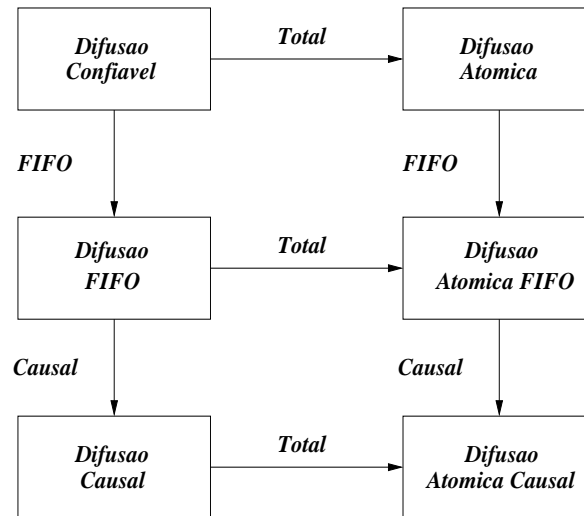 Difusao
Confiavel
Total
Difusao
Atomica
FIFO
FIFO
Difusao
FIFO
Total
Difusao
Atomica FIFO
Causal
Causal
Difusao
Causal
Total
Difusao
Atomica Causal